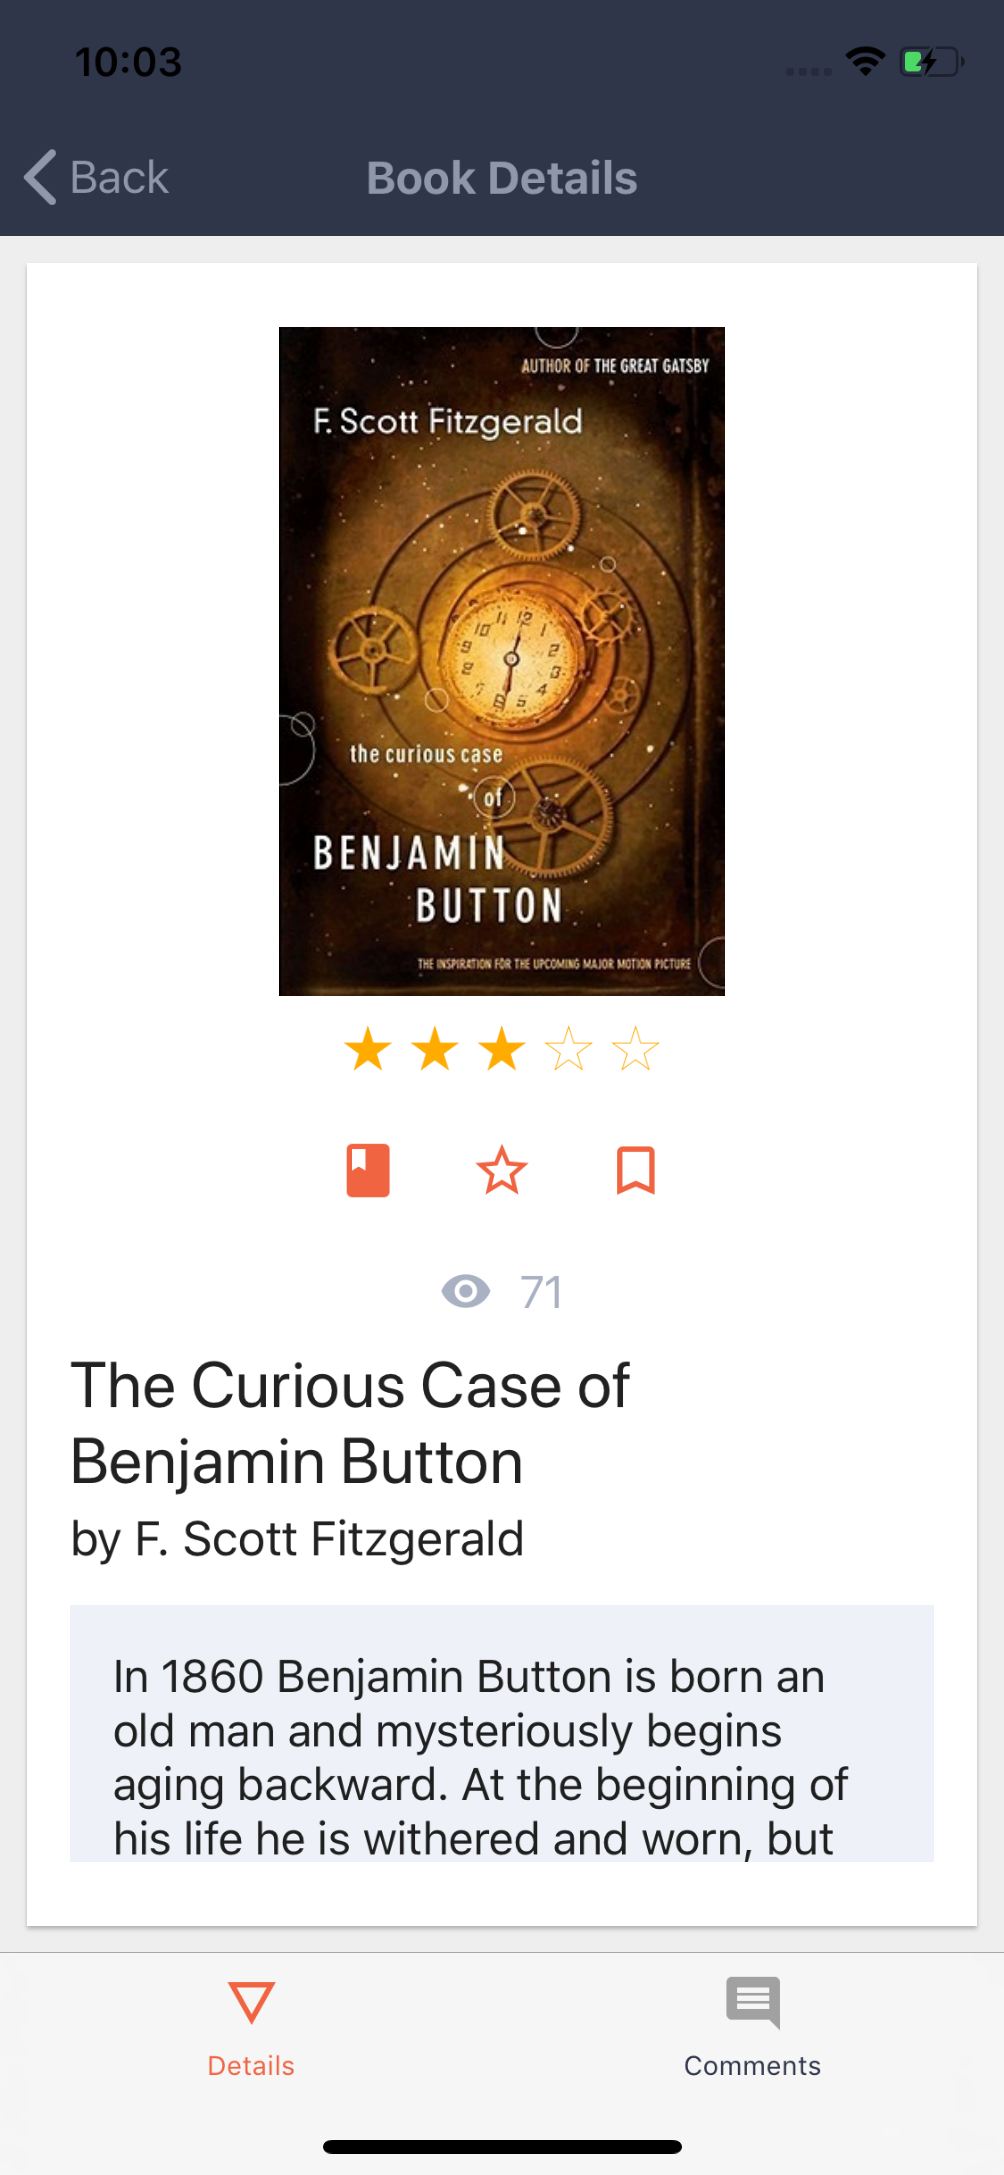 10:03
Back
Book Details
AUTHOR OF THE GREAT GATSBY
F. Scott Fitzgerald
the curious case
of
BENJAMIN
BUTTON
THE INSPIRATION FOR THE UPCOMING MAJOR MOTION PICTURE
71
The Curious Case of
Benjamin Button
by F. Scott Fitzgerald
In 1860 Benjamin Button is born an
old man and mysteriously begins
aging backward. At the beginning of
his life he is withered and worn, but
Details
Comments